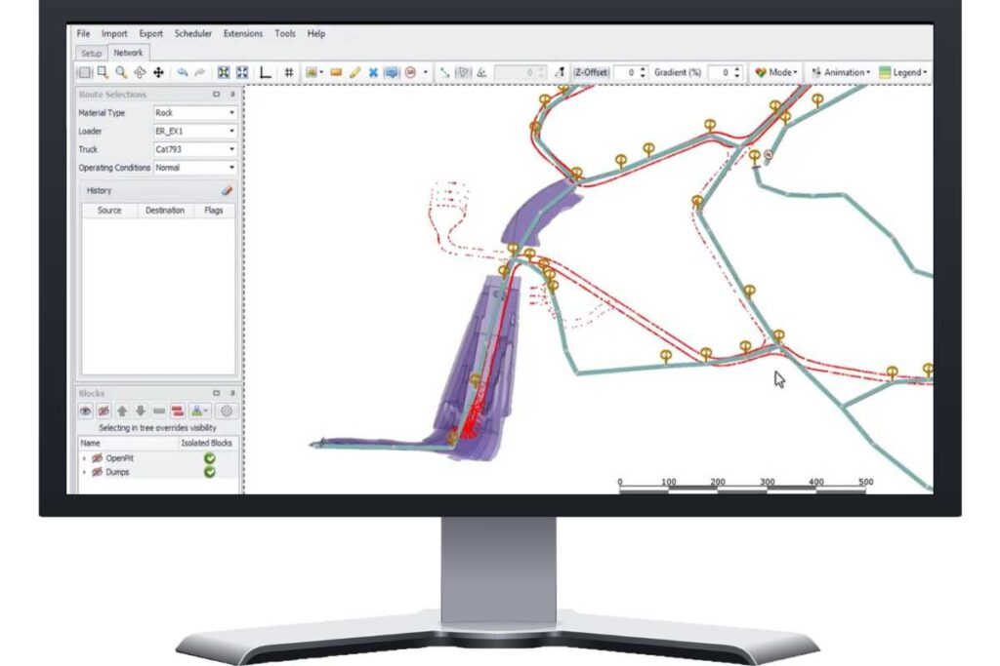 File Import Export Scheduler Extensions Tools Help
Setup Network
0 Z-Offset 0 Gradient (%) 0 Mode Animation Legend
Route Selections
Material Type Rock
Loader ER_EX1
Truck Cat793
Operating Conditions Normal
History
Source Destination Flags
Blocks
Selecting in tree overrides visibility
Name Isolated Blocks
OpenPit
Dumps
0 100 200 300 400 500